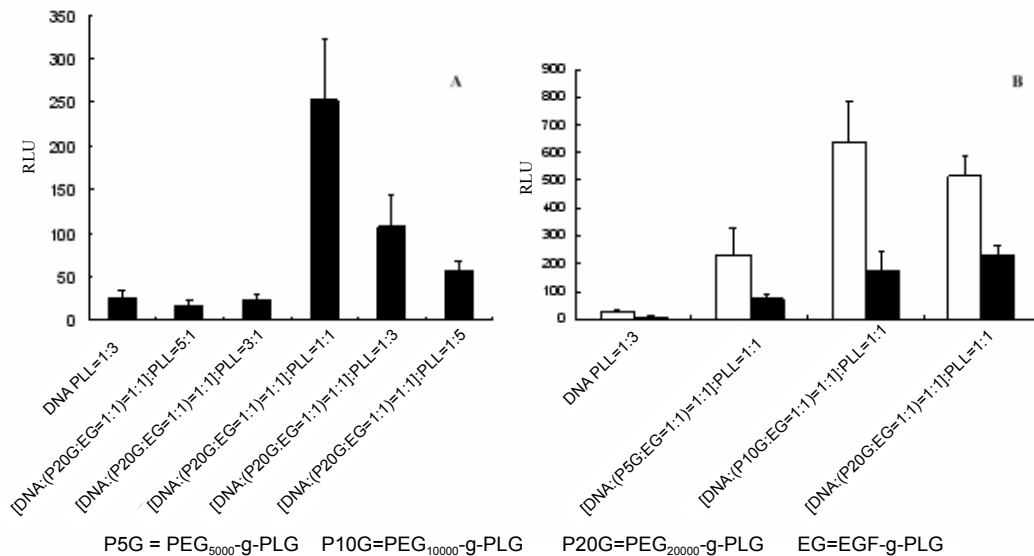 350
300
250
200
150
100
50
0
RLU
A
DNA PLL=1:3
[DNA:(P20G:EG=1:1)=1:1]:PLL=5:1
[DNA:(P20G:EG=1:1)=1:1]:PLL=3:1
[DNA:(P20G:EG=1:1)=1:1]:PLL=1:1
[DNA:(P20G:EG=1:1)=1:1]:PLL=1:3
[DNA:(P20G:EG=1:1)=1:1]:PLL=1:5
900
800
700
600
500
400
300
200
100
0
RLU
B
DNA PLL=1:3
[DNA:(P5G:EG=1:1)=1:1]:PLL=1:1
[DNA:(P10G:EG=1:1)=1:1]:PLL=1:1
[DNA:(P20G:EG=1:1)=1:1]:PLL=1:1
P5G = PEG5000-g-PLG P10G=PEG10000-g-PLG P20G=PEG20000-g-PLG EG=EGF-g-PLG